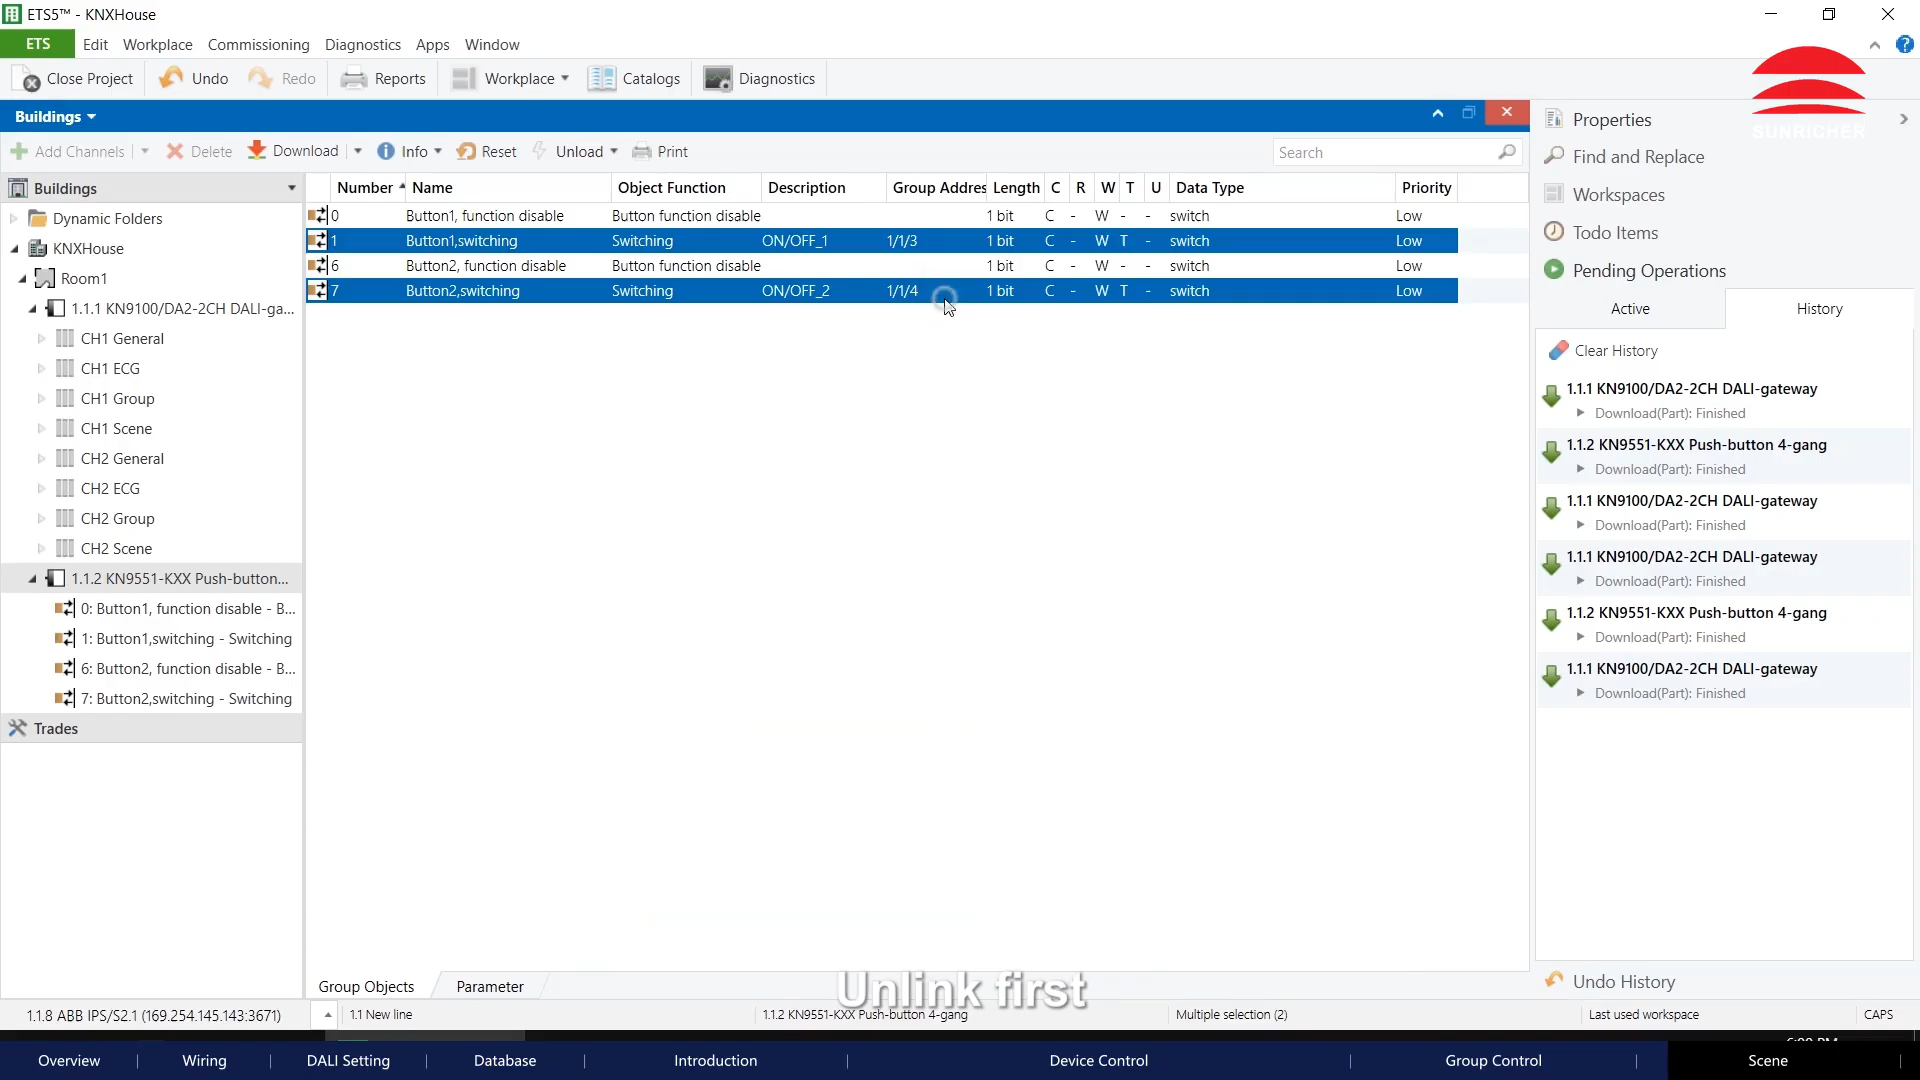 ETS5™ - KNXHouse
ETS Edit Workplace Commissioning Diagnostics Apps Window
Close Project Undo Redo Reports Workplace Catalogs Diagnostics
SUNRICHER
Buildings
Add Channels Delete Download Info Reset Unload Print Search
Buildings
Dynamic Folders
KNXHouse
Room1
1.1.1 KN9100/DA2-2CH DALI-ga...
CH1 General
CH1 ECG
CH1 Group
CH1 Scene
CH2 General
CH2 ECG
CH2 Group
CH2 Scene
1.1.2 KN9551-KXX Push-button...
0: Button1, function disable - B...
1: Button1,switching - Switching
6: Button2, function disable - B...
7: Button2,switching - Switching
Trades
Number Name Object Function Description Group Addres Length C R W T U Data Type Priority
0 Button1, function disable Button function disable 1 bit C - W - - switch Low
1 Button1,switching Switching ON/OFF_1 1/1/3 1 bit C - W T - switch Low
6 Button2, function disable Button function disable 1 bit C - W - - switch Low
7 Button2,switching Switching ON/OFF_2 1/1/4 1 bit C - W T - switch Low
Group Objects Parameter
Unlink first
Properties
Find and Replace
Workspaces
Todo Items
Pending Operations
Active History
Clear History
1.1.1 KN9100/DA2-2CH DALI-gateway
Download(Part): Finished
1.1.2 KN9551-KXX Push-button 4-gang
Download(Part): Finished
1.1.1 KN9100/DA2-2CH DALI-gateway
Download(Part): Finished
1.1.1 KN9100/DA2-2CH DALI-gateway
Download(Part): Finished
1.1.2 KN9551-KXX Push-button 4-gang
Download(Part): Finished
1.1.1 KN9100/DA2-2CH DALI-gateway
Download(Part): Finished
Undo History
1.1.8 ABB IPS/S2.1 (169.254.145.143:3671) 1.1 New line 1.1.2 KN9551-KXX Push-button 4-gang Multiple selection (2) Last used workspace CAPS
Overview Wiring DALI Setting Database Introduction Device Control Group Control Scene